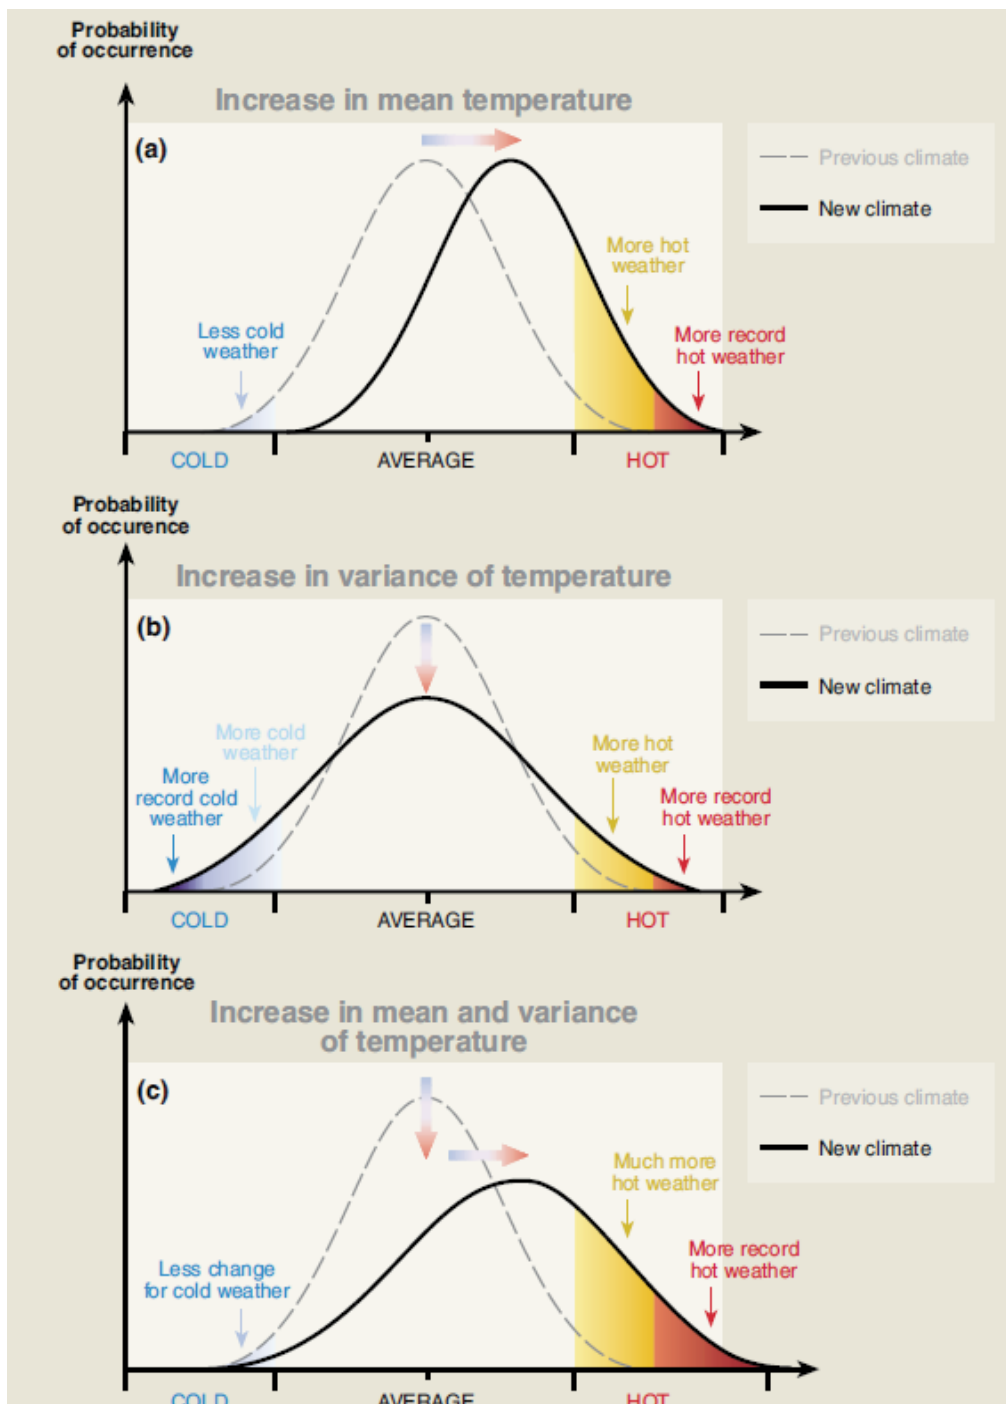 Probability
of occurrence
Increase in mean temperature
(a)
Previous climate
New climate
More hot
weather
Less cold
weather
More record
hot weather
COLD
AVERAGE
HOT
Probability
of occurence
Increase in variance of temperature
(b)
Previous climate
New climate
More cold
weather
More hot
weather
More
record cold
weather
More record
hot weather
COLD
AVERAGE
HOT
Probability
of occurrence
Increase in mean and variance
of temperature
(c)
Previous climate
New climate
Much more
hot weather
More record
hot weather
Less change
for cold weather
COLD
AVERAGE
HOT